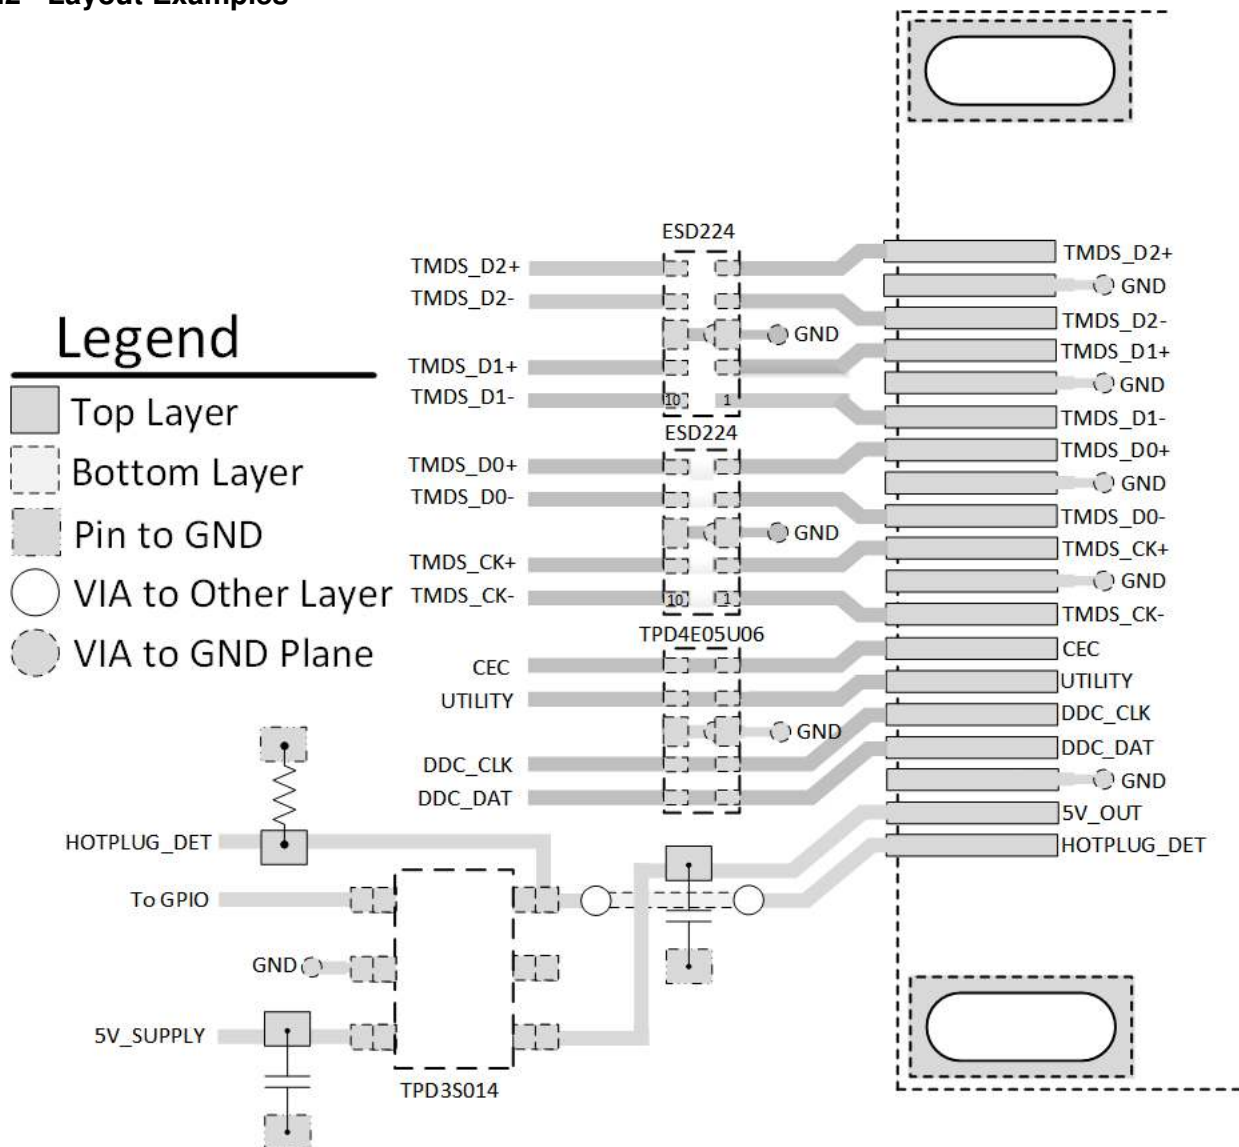 Layout Examples
ESD224
TMDS_D2+
TMDS_D2-
GND
TMDS_D1+
TMDS_D1-
10
1
TMDS_D2+
GND
TMDS_D2-
TMDS_D1+
GND
TMDS_D1-
Legend
Top Layer
Bottom Layer
Pin to GND
VIA to Other Layer
VIA to GND Plane
ESD224
TMDS_D0+
TMDS_D0-
GND
TMDS_CK+
TMDS_CK-
10
1
TMDS_D0+
GND
TMDS_D0-
TMDS_CK+
GND
TMDS_CK-
TPD4E05U06
CEC
UTILITY
GND
DDC_CLK
DDC_DAT
CEC
UTILITY
DDC_CLK
DDC_DAT
GND
5V_OUT
HOTPLUG_DET
HOTPLUG_DET
To GPIO
GND
5V_SUPPLY
TPD3S014